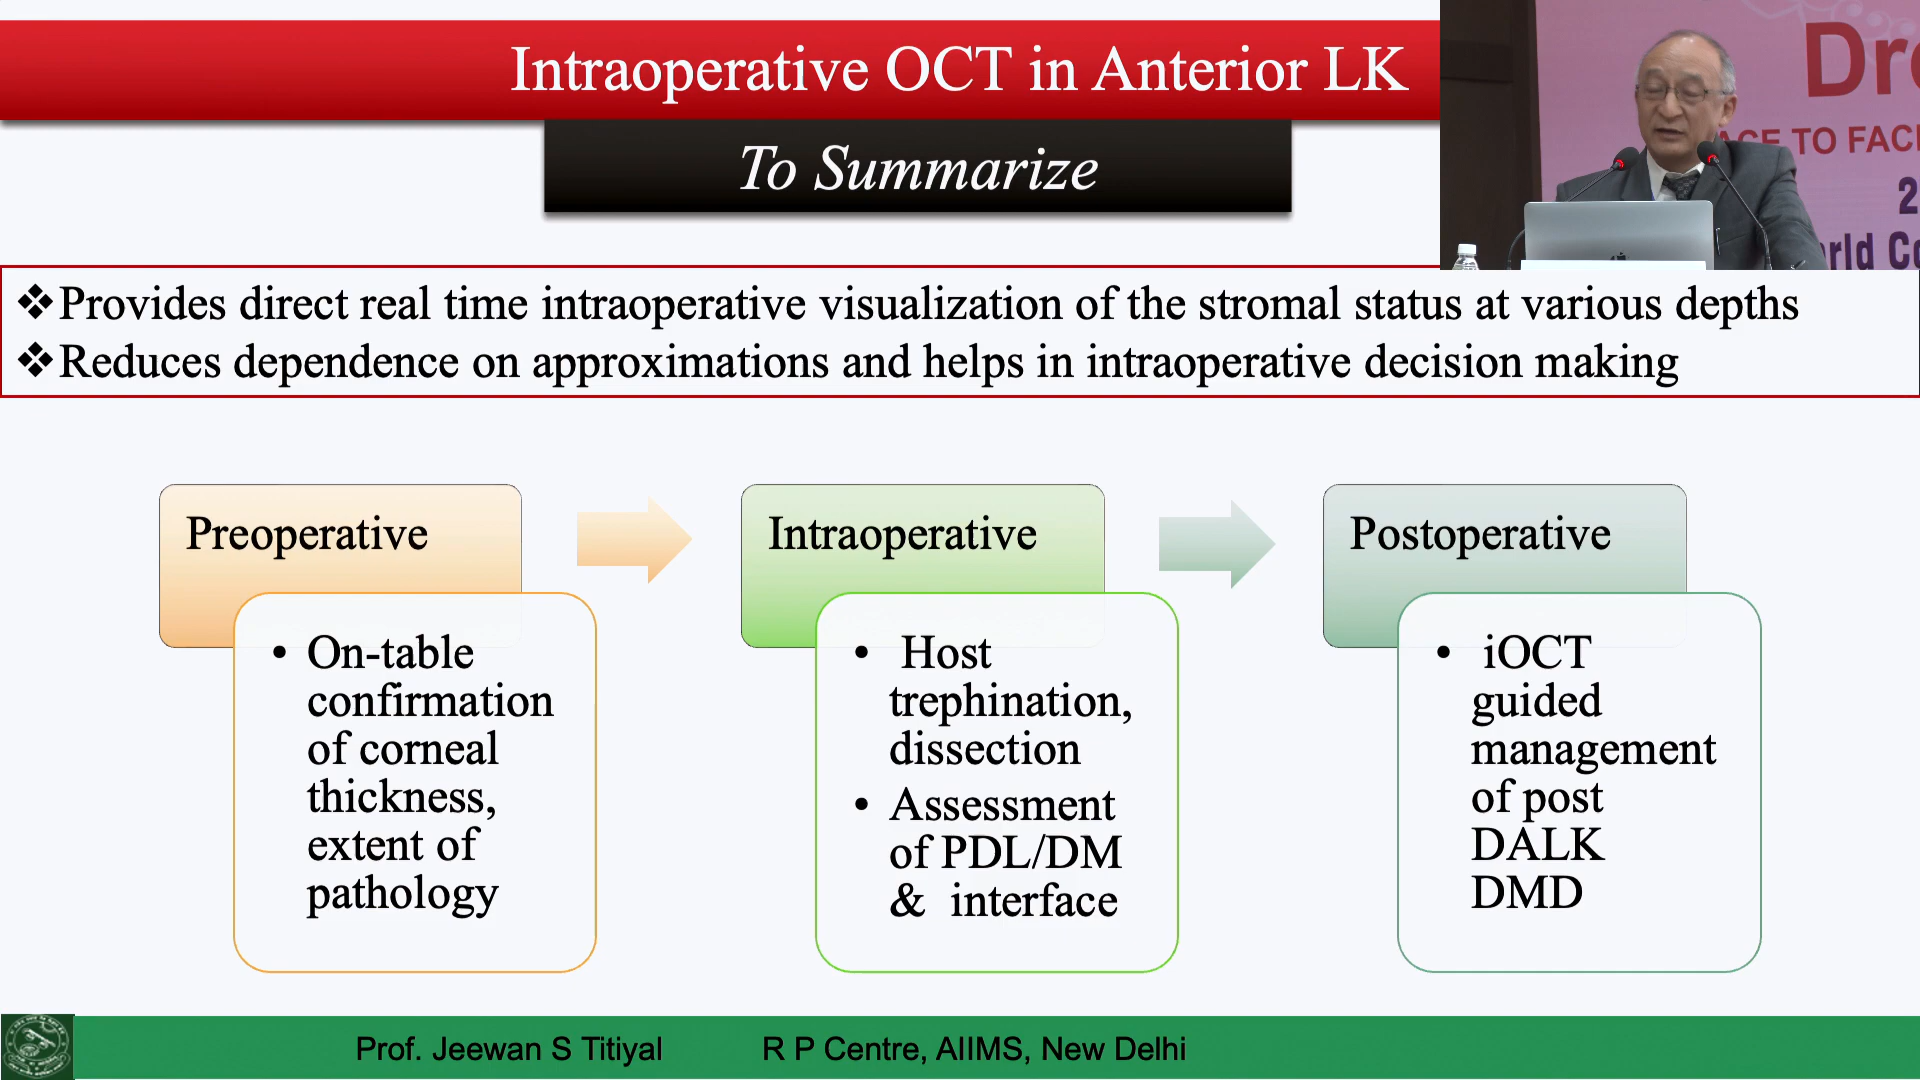 Intraoperative OCT in Anterior LK
To Summarize
❖Provides direct real time intraoperative visualization of the stromal status at various depths
❖Reduces dependence on approximations and helps in intraoperative decision making
Preoperative
• On-table
confirmation
of corneal
thickness,
extent of
pathology
Intraoperative
• Host
trephination,
dissection
• Assessment
of PDL/DM
& interface
Postoperative
• iOCT
guided
management
of post
DALK
DMD
Prof. Jeewan S Titiyal R P Centre, AIIMS, New Delhi
TO FAC
2